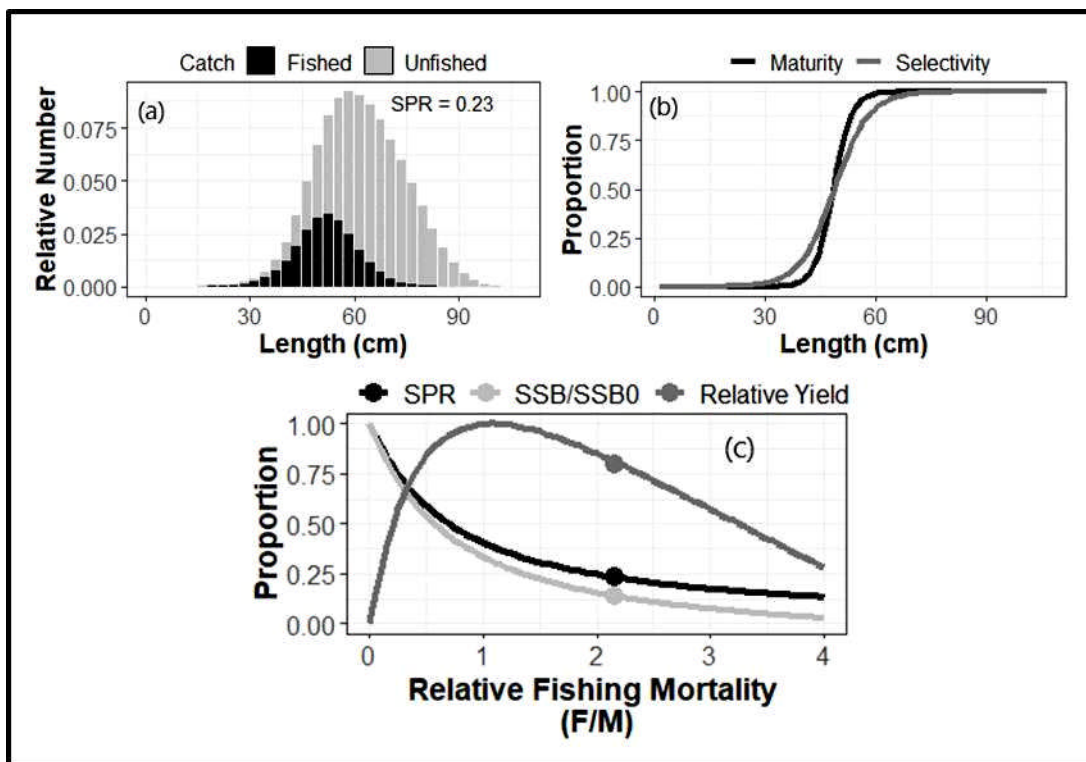 Catch Fished Unfished
(a)
SPR = 0.23
0.075
0.050
0.025
0.000
Relative Number
0 30 60 90
Length (cm)
Maturity Selectivity
(b)
1.00
0.75
0.50
0.25
0.00
Proportion
0 30 60 90
Length (cm)
SPR SSB/SSB0 Relative Yield
(c)
1.00
0.75
0.50
0.25
0.00
Proportion
0 1 2 3 4
Relative Fishing Mortality
(F/M)